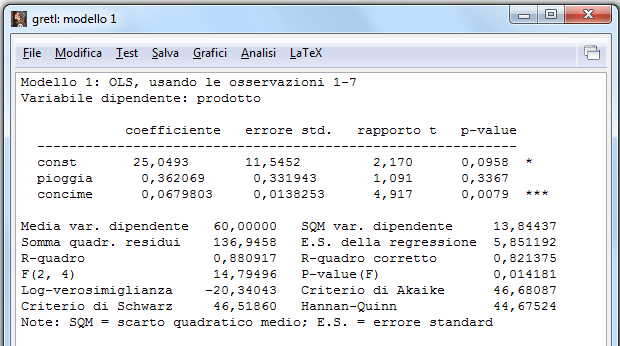 gretl: modello 1
File Modifica Test Salva Grafici Analisi LaTeX
Modello 1: OLS, usando le osservazioni 1-7
Variabile dipendente: prodotto
coefficiente errore std. rapporto t p-value
-------------------------------------------------------------
const 25,0493 11,5452 2,170 0,0958 *
pioggia 0,362069 0,331943 1,091 0,3367
concime 0,0679803 0,0138253 4,917 0,0079 ***
Media var. dipendente 60,00000 SQM var. dipendente 13,84437
Somma quadr. residui 136,9458 E.S. della regressione 5,851192
R-quadro 0,880917 R-quadro corretto 0,821375
F(2, 4) 14,79496 P-value(F) 0,014181
Log-verosimiglianza -20,34043 Criterio di Akaike 46,68087
Criterio di Schwarz 46,51860 Hannan-Quinn 44,67524
Note: SQM = scarto quadratico medio; E.S. = errore standard